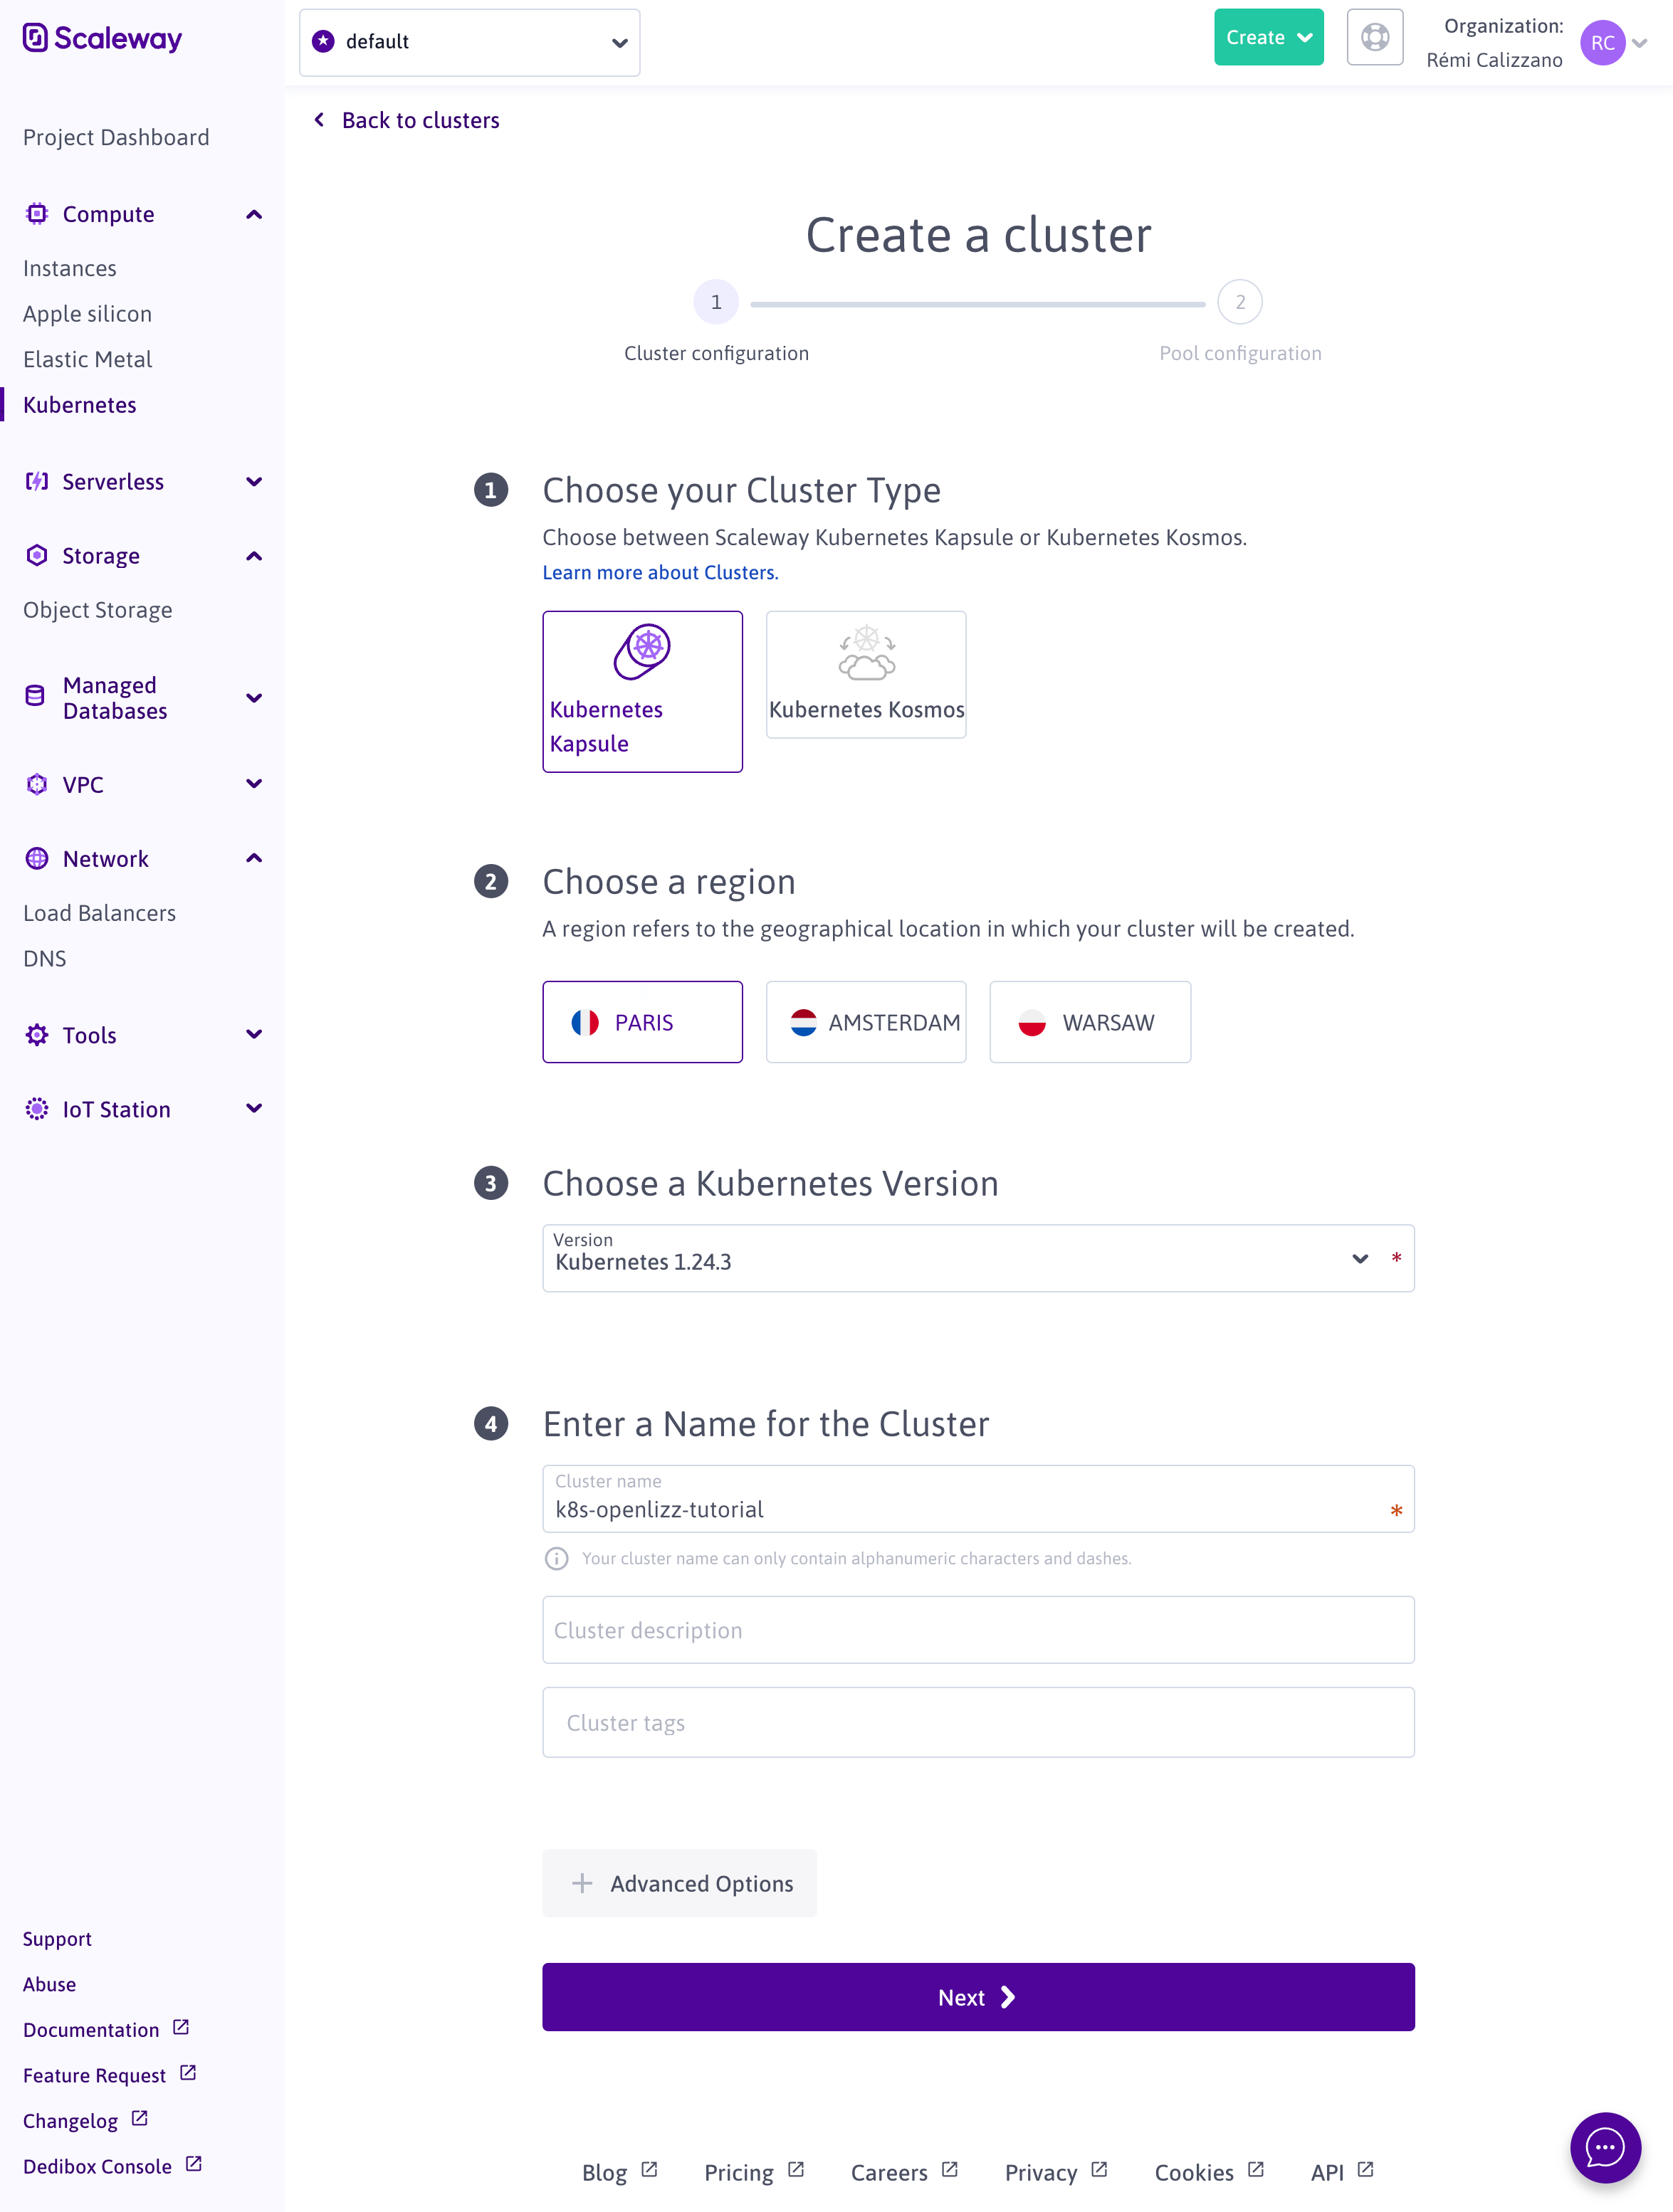 Scaleway
default
Create
Organization:
Rémi Calizzano
RC
Project Dashboard
Compute
Instances
Apple silicon
Elastic Metal
Kubernetes
Serverless
Storage
Object Storage
Managed
Databases
VPC
Network
Load Balancers
DNS
Tools
IoT Station
Support
Abuse
Documentation
Feature Request
Changelog
Dedibox Console
Back to clusters
Create a cluster
1
2
Cluster configuration
Pool configuration
1 Choose your Cluster Type
Choose between Scaleway Kubernetes Kapsule or Kubernetes Kosmos.
Learn more about Clusters.
Kubernetes
Kapsule
Kubernetes Kosmos
2 Choose a region
A region refers to the geographical location in which your cluster will be created.
PARIS
AMSTERDAM
WARSAW
3 Choose a Kubernetes Version
Version
Kubernetes 1.24.3
*
4 Enter a Name for the Cluster
Cluster name
k8s-openlizz-tutorial
*
Your cluster name can only contain alphanumeric characters and dashes.
Cluster description
Cluster tags
Advanced Options
Next
Blog
Pricing
Careers
Privacy
Cookies
API